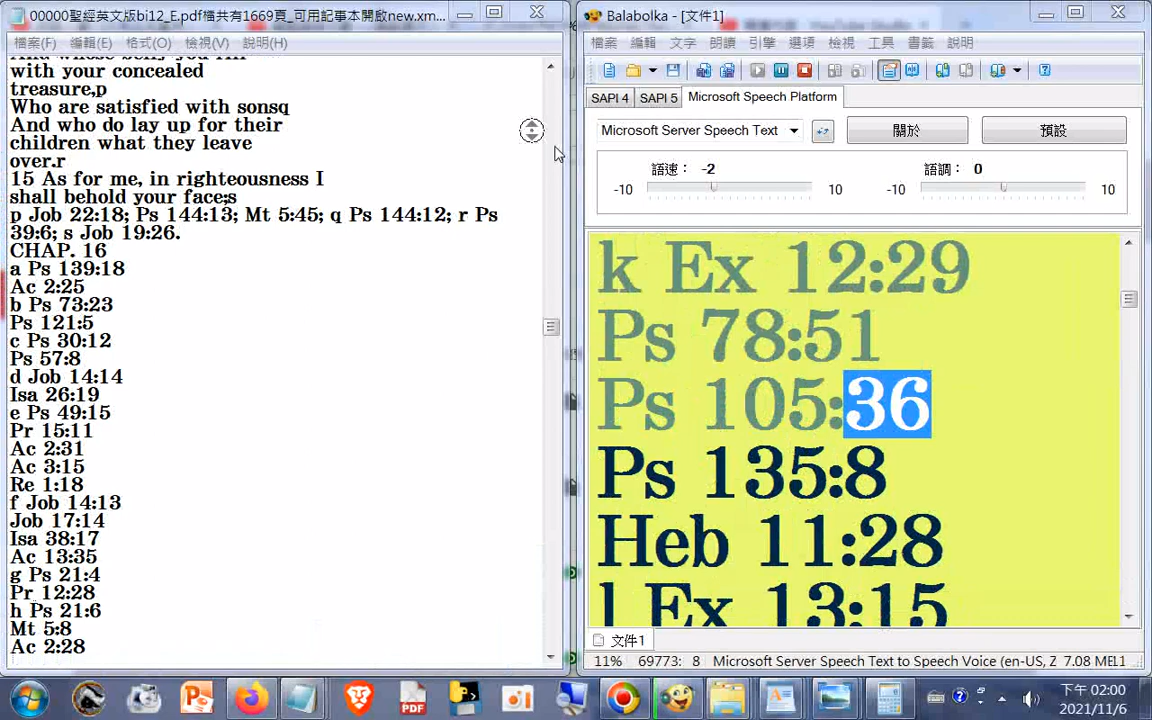 00000聖經英文版bi12_E.pdf檔共有1669頁_可用記事本開啟new.xm...
檔案(F) 編輯(E) 格式(O) 檢視(V) 說明(H)
with your concealed
treasure,p
Who are satisfied with sonsq
And who do lay up for their
children what they leave
over.r
15 As for me, in righteousness I
shall behold your face;s
p Job 22:18; Ps 144:13; Mt 5:45; q Ps 144:12; r Ps
39:6; s Job 19:26.
CHAP. 16
a Ps 139:18
Ac 2:25
b Ps 73:23
Ps 121:5
c Ps 30:12
Ps 57:8
d Job 14:14
Isa 26:19
e Ps 49:15
Pr 15:11
Ac 2:31
Ac 3:15
Re 1:18
f Job 14:13
Job 17:14
Isa 38:17
Ac 13:35
g Ps 21:4
Pr 12:28
h Ps 21:6
Mt 5:8
Ac 2:28
Balabolka - [文件1]
檔案 編輯 文字 朗讀 引擎 選項 檢視 工具 書籤 說明
SAPI 4 SAPI 5 Microsoft Speech Platform
Microsoft Server Speech Text 關於 預設
語速: -2 語調: 0
-10 10 -10 10
k Ex 12:29
Ps 78:51
Ps 105:36
Ps 135:8
Heb 11:28
l Ex 13:15
文件1
11% 69773: 8 Microsoft Server Speech Text to Speech Voice (en-US, Z 7.08 ME
PDF
下午 02:00
2021/11/6